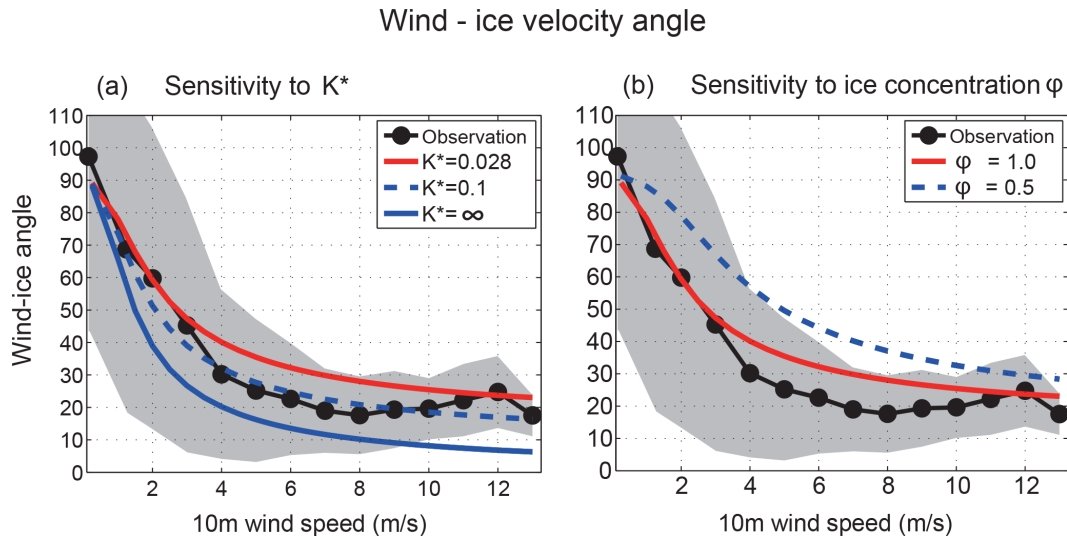 Wind - ice velocity angle
(a) Sensitivity to K*
110
100
90
80
70
60
50
40
30
20
10
0
Wind-ice angle
2 4 6 8 10 12
10m wind speed (m/s)
Observation
K*=0.028
K*=0.1
K*=∞
(b) Sensitivity to ice concentration φ
110
100
90
80
70
60
50
40
30
20
10
0
2 4 6 8 10 12
10m wind speed (m/s)
Observation
φ = 1.0
φ = 0.5